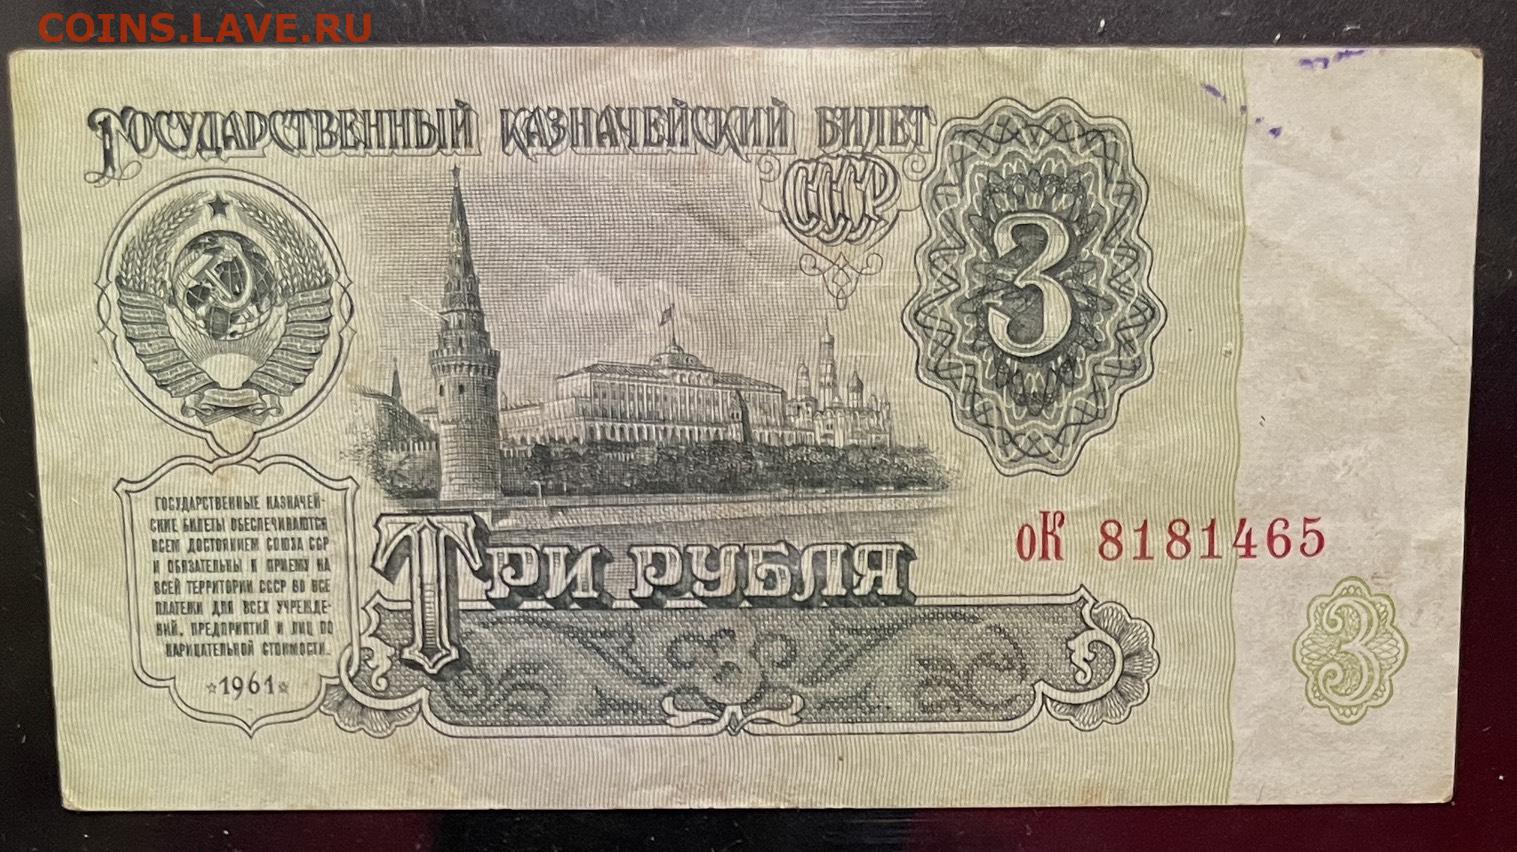 COINS.LAVE.RU
ГОСУДАРСТВЕННЫЙ КАЗНАЧЕЙСКИЙ БИЛЕТ
СССР
3
ГОСУДАРСТВЕННЫЕ КАЗНАЧЕЙ-
СКИЕ БИЛЕТЫ ОБЕСПЕЧИВАЮТСЯ
ВСЕМ ДОСТОЯНИЕМ СОЮЗА ССР
И ОБЯЗАТЕЛЬНЫ К ПРИЕМУ НА
ВСЕЙ ТЕРРИТОРИИ СССР ВО ВСЕ
ПЛАТЕЖИ ДЛЯ ВСЕХ УЧРЕЖДЕ-
НИЙ, ПРЕДПРИЯТИЙ И ЛИЦ ПО
НАРИЦАТЕЛЬНОЙ СТОИМОСТИ.
☆1961☆
ТРИ РУБЛЯ
оК 8181465
3